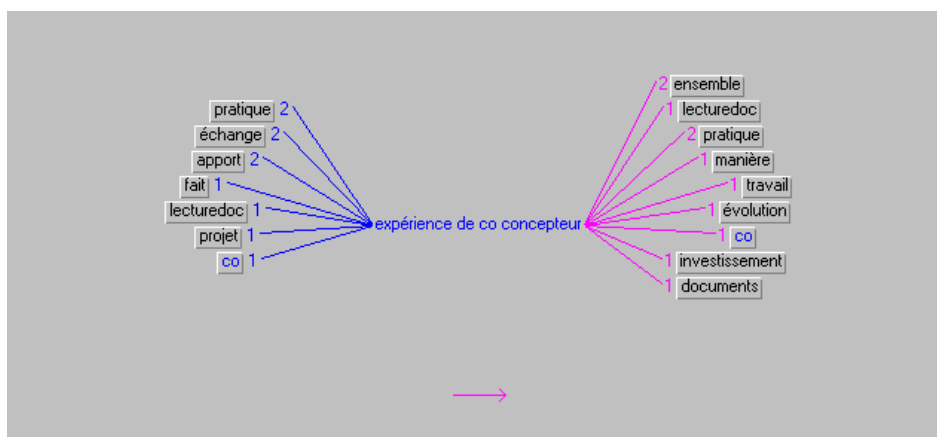 pratique 2
échange 2
apport 2
fait 1
lecturedoc 1
projet 1
co 1
expérience de co concepteur
2 ensemble
1 lecturedoc
2 pratique
1 manière
1 travail
1 évolution
1 co
1 investissement
1 documents